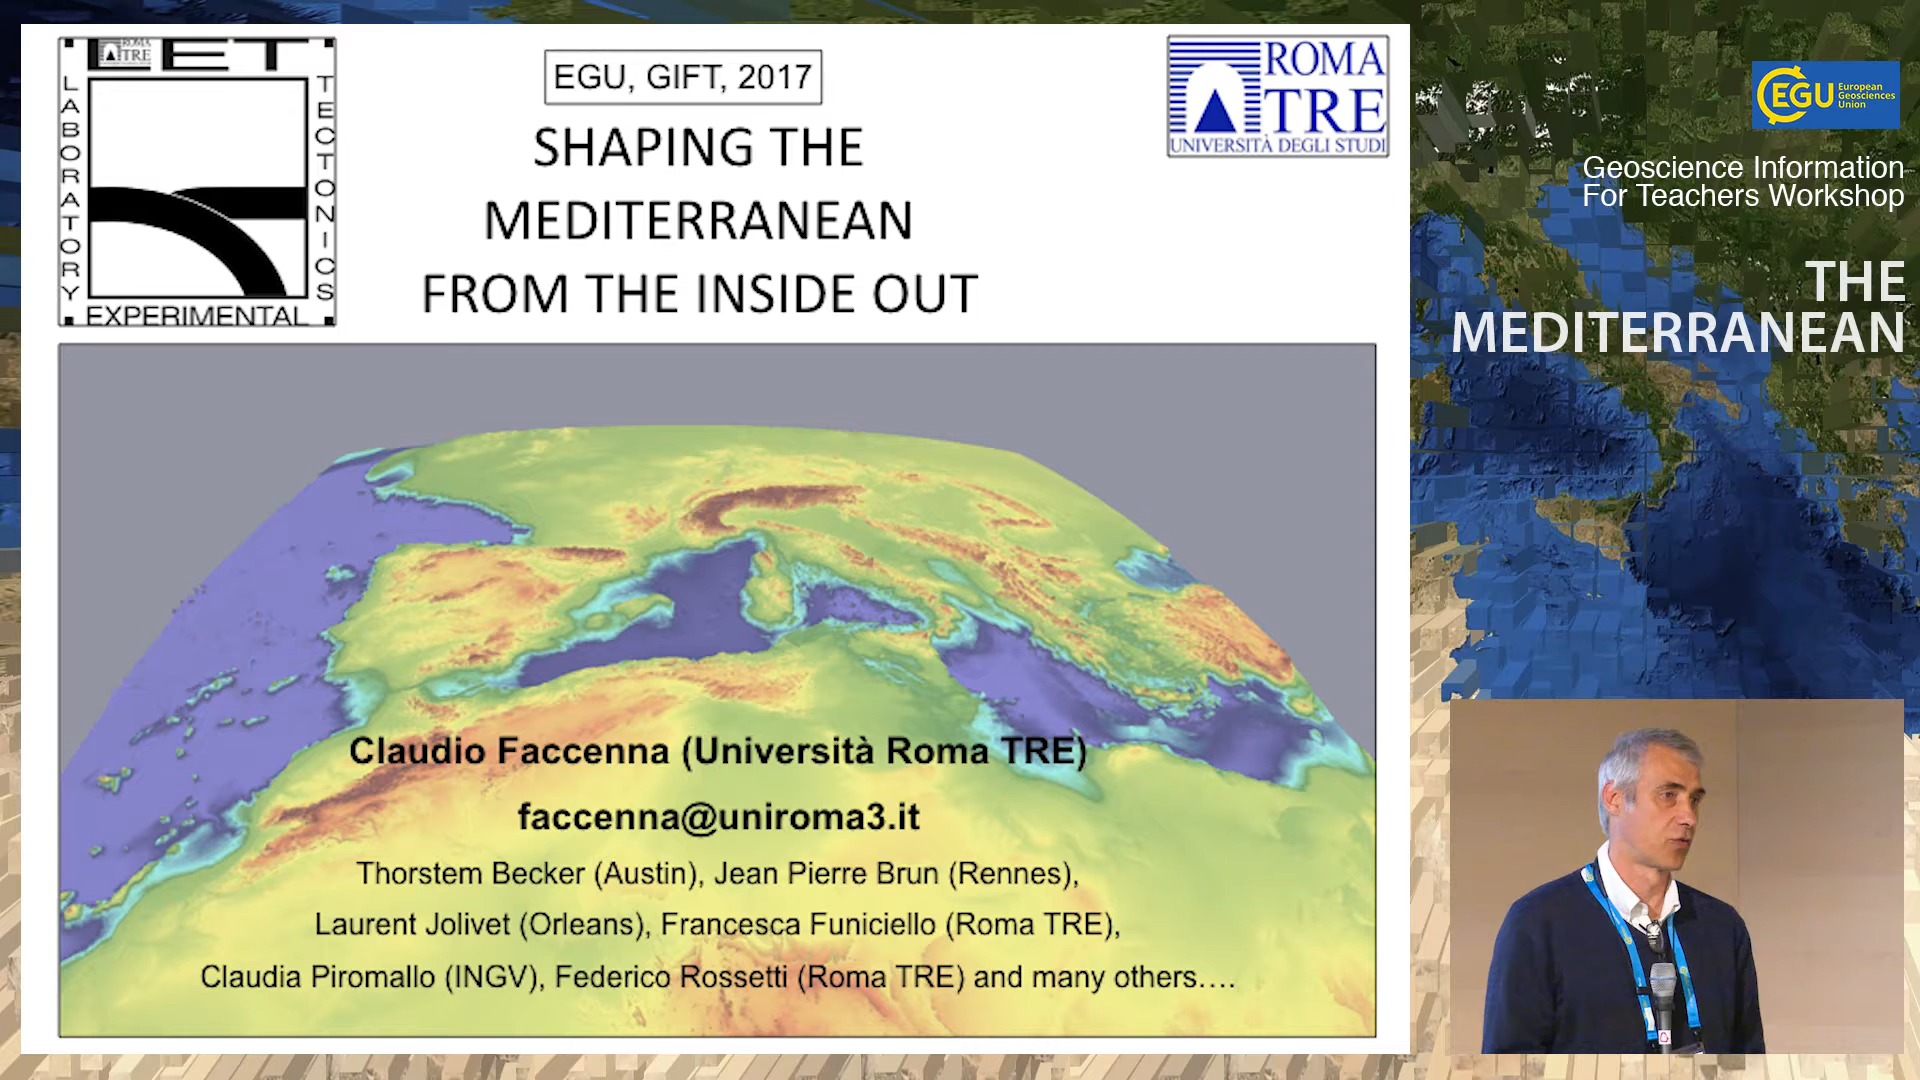 ROMA
TRE
LET
LABORATORY
TECTONICS
EXPERIMENTAL
EGU, GIFT, 2017
SHAPING THE
MEDITERRANEAN
FROM THE INSIDE OUT
ROMA
TRE
UNIVERSITÀ DEGLI STUDI
Claudio Faccenna (Università Roma TRE)
faccenna@uniroma3.it
Thorstem Becker (Austin), Jean Pierre Brun (Rennes),
Laurent Jolivet (Orleans), Francesca Funiciello (Roma TRE),
Claudia Piromallo (INGV), Federico Rossetti (Roma TRE) and many others....
EGU
European
Geosciences
Union
Geoscience Information
For Teachers Workshop
THE
MEDITERRANEAN